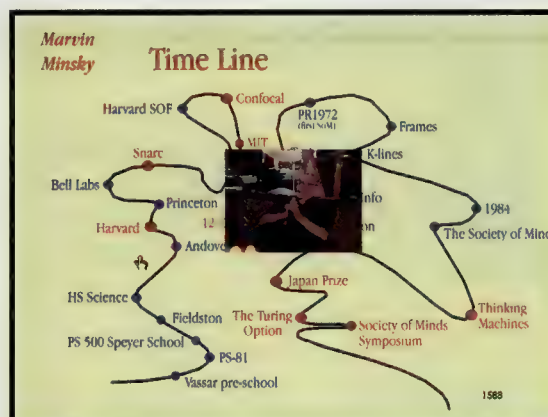 Marvin
Minsky
Time Line
Confocal
Harvard SOF
PR1972
Frames
MIT
K-lines
Snarc
Bell Labs
Princeton
1984
12
Harvard
The Society of Mind
Andove
Japan Prize
HS Science
Fieldston
The Turing
Option
Society of Minds
Symposium
Thinking
Machines
PS 500 Speyer School
PS-81
Vassar pre-school
1588